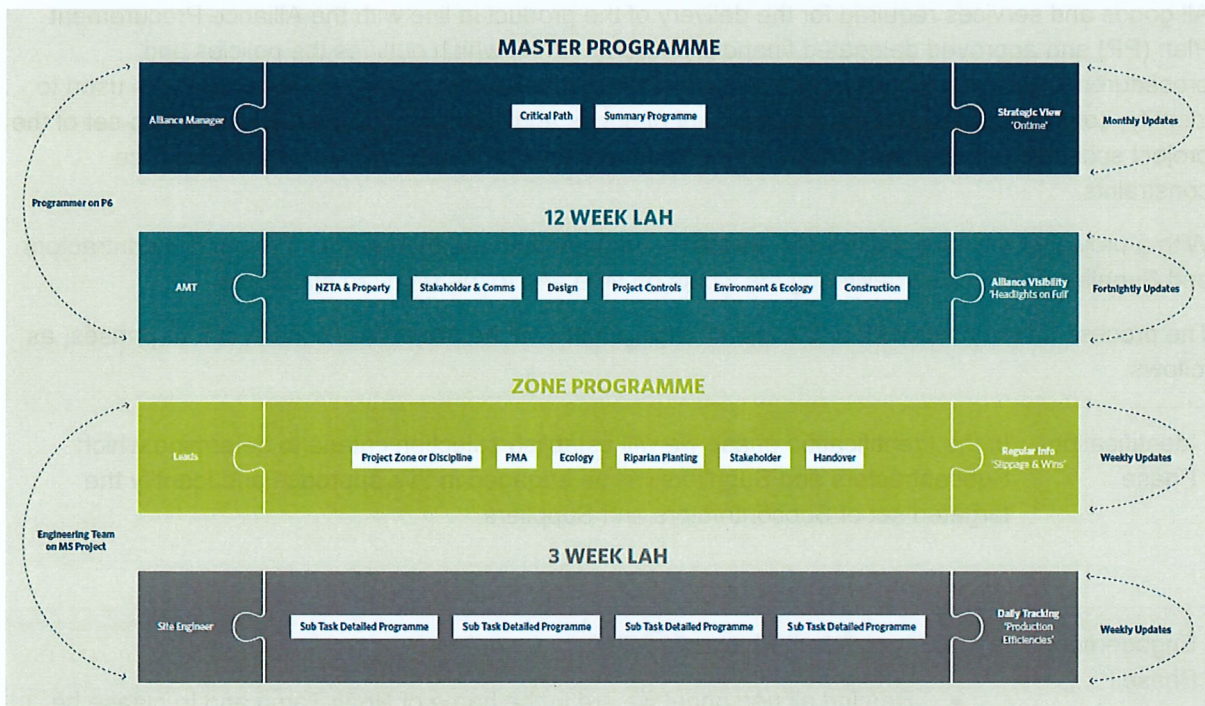 MASTER PROGRAMME
Alliance Manager
Critical Path
Summary Programme
Strategic View
'Ontime'
Monthly Updates
Programmer on P6
12 WEEK LAH
AMT
NZTA & Property
Stakeholder & Comms
Design
Project Controls
Environment & Ecology
Construction
Alliance Visibility
'Headlights on Full'
Fortnightly Updates
ZONE PROGRAMME
Leads
Project Zone or Discipline
PMA
Ecology
Riparian Planting
Stakeholder
Handover
Regular Info
'Slippage & Wins'
Weekly Updates
Engineering Team
on MS Project
3 WEEK LAH
Site Engineer
Sub Task Detailed Programme
Sub Task Detailed Programme
Sub Task Detailed Programme
Sub Task Detailed Programme
Daily Tracking
'Production
Efficiencies'
Weekly Updates